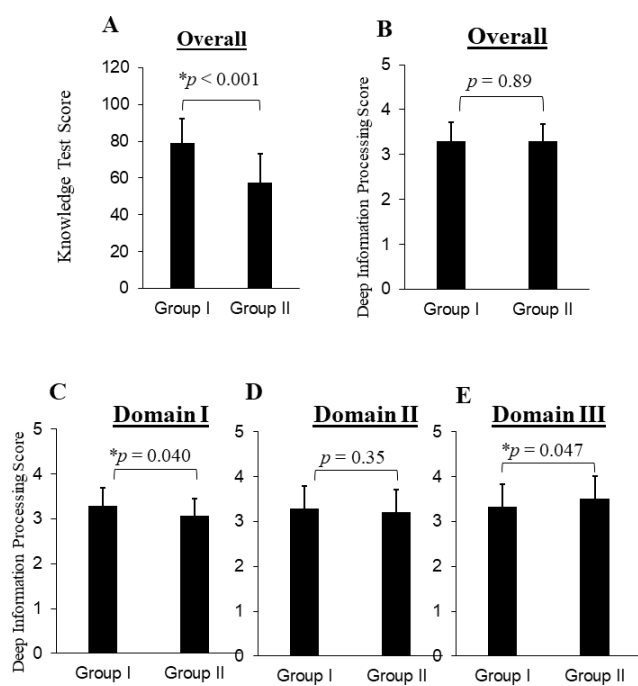 A
Overall
*p < 0.001
120
100
80
60
40
20
0
Knowledge Test Score
Group I Group II
B
Overall
p = 0.89
5
4
3
2
1
0
Deep Information Processing Score
Group I Group II
C
Domain I
*p = 0.040
5
4
3
2
1
0
Deep Information Processing Score
Group I Group II
D
Domain II
p = 0.35
5
4
3
2
1
0
Group I Group II
E
Domain III
*p = 0.047
5
4
3
2
1
0
Group I Group II